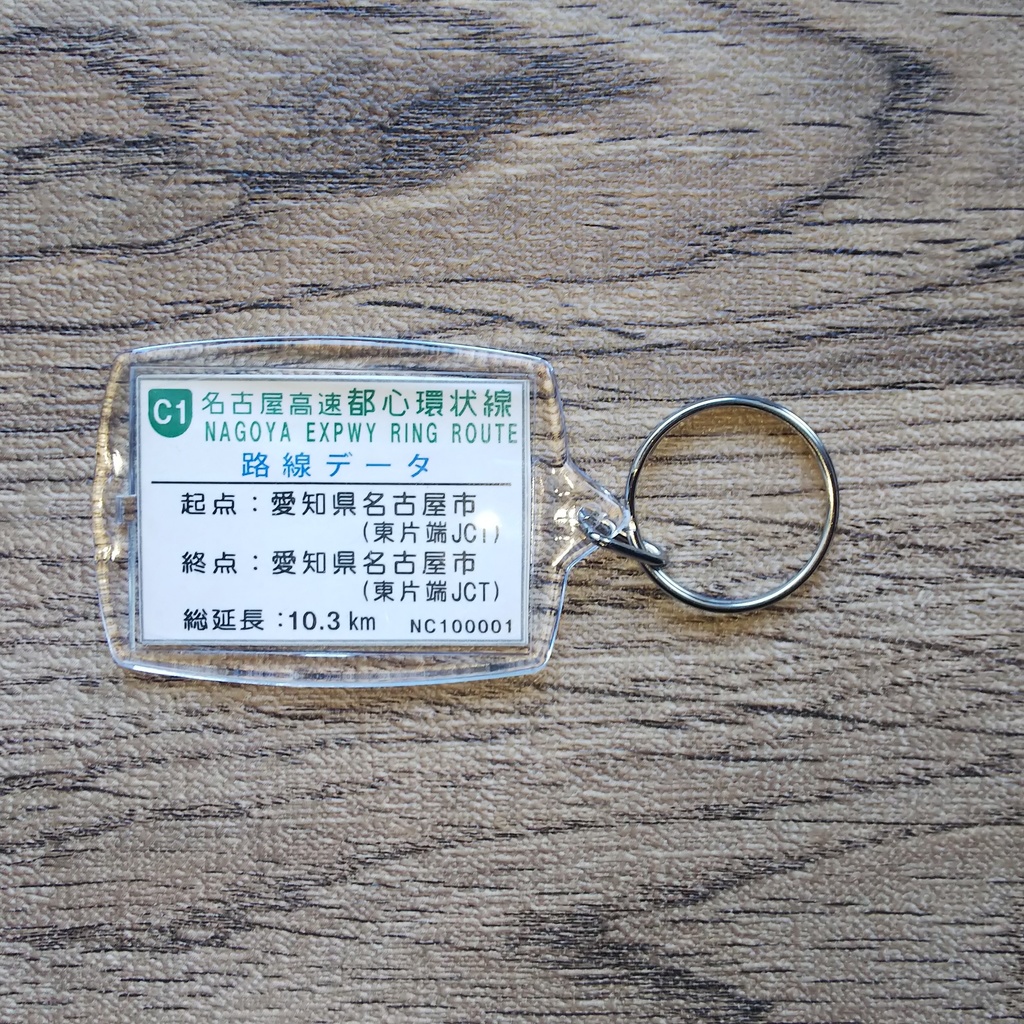 C1 名古屋高速都心環状線
NAGOYA EXPWY RING ROUTE
路線データ
起点：愛知県名古屋市
(東片端JCT)
終点：愛知県名古屋市
(東片端JCT)
総延長：10.3 km NC100001